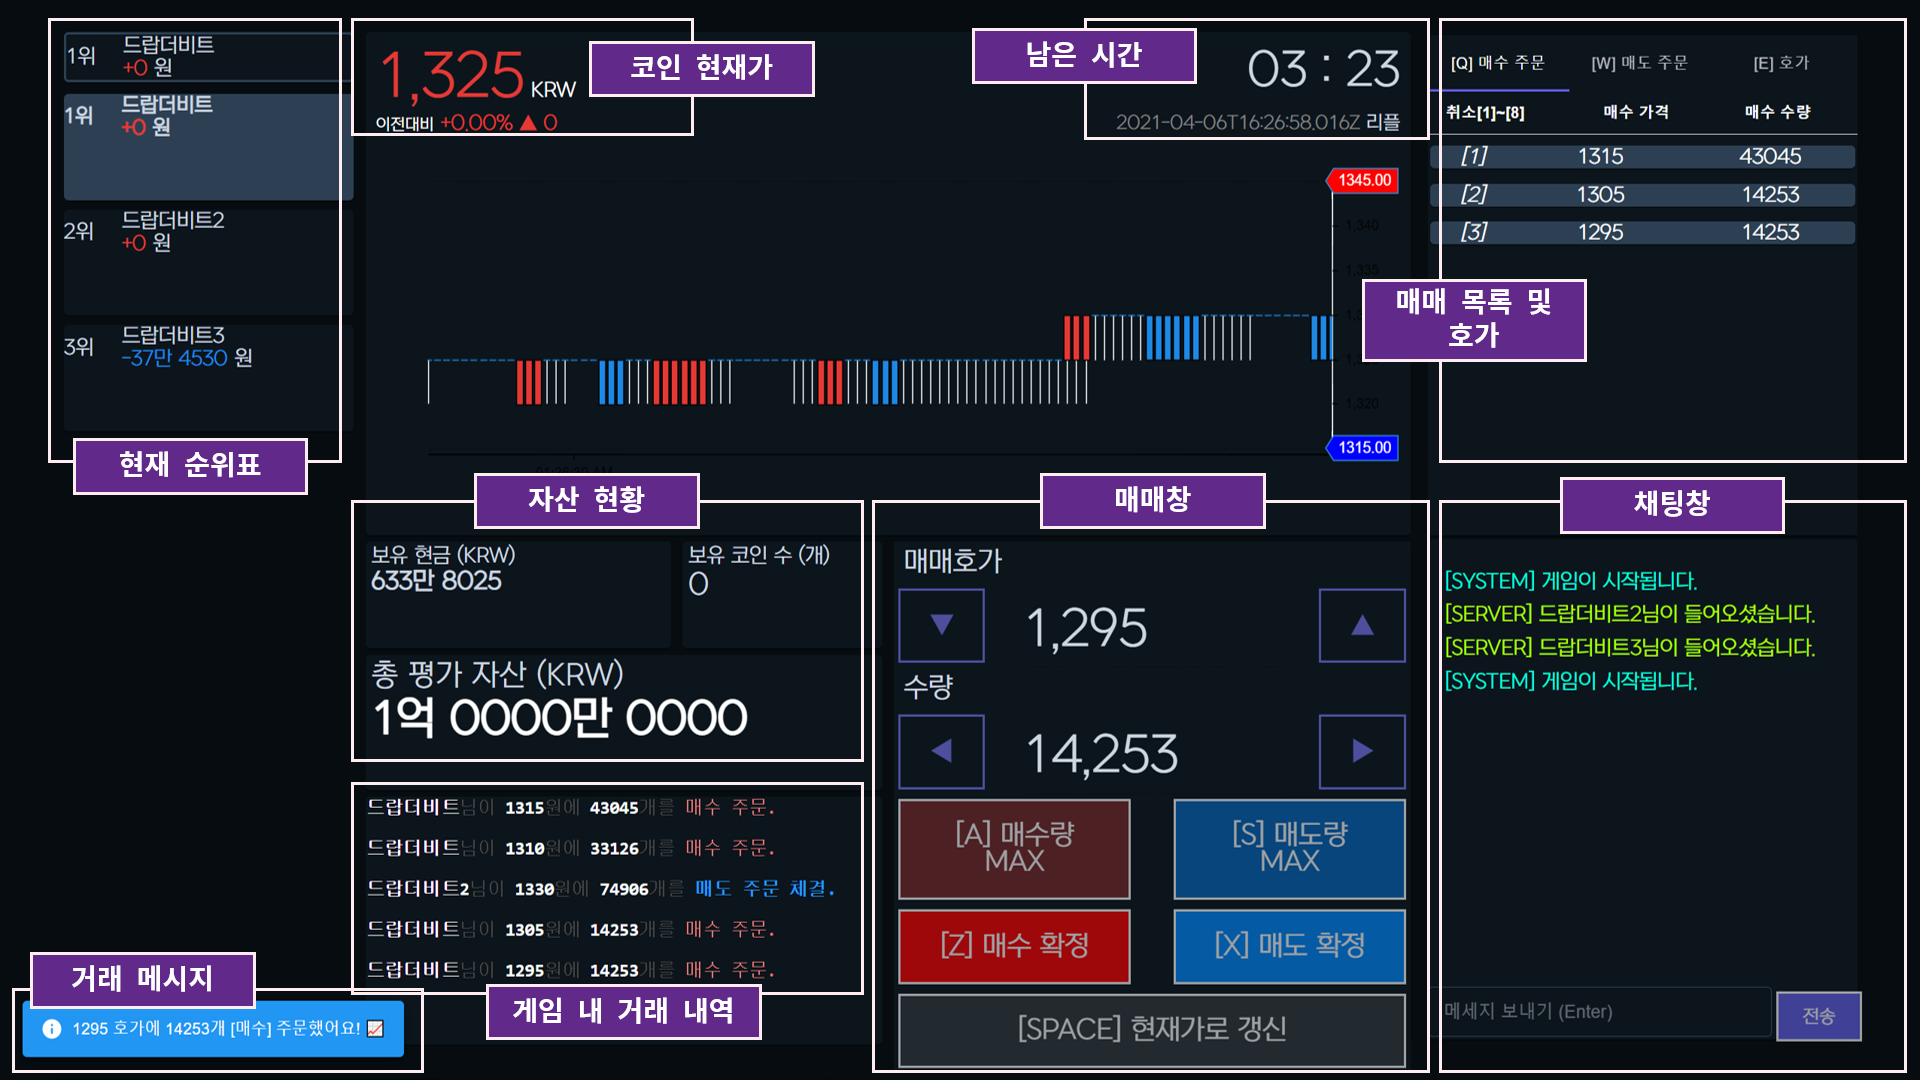 1위
드랍더비트
+0 원
1위
드랍더비트
+0 원
2위
드랍더비트2
+0 원
3위
드랍더비트3
-37만 4530 원
현재 순위표
1,325 KRW
이전대비 +0.00% ▲ 0
코인 현재가
남은 시간
03 : 23
2021-04-06T16:26:58.016Z 리플
1345.00
1,340
1,335
1,320
1315.00
[Q] 매수 주문 [W] 매도 주문 [E] 호가
취소[1]~[8] 매수 가격 매수 수량
[1] 1315 43045
[2] 1305 14253
[3] 1295 14253
매매 목록 및
호가
자산 현황
보유 현금 (KRW)
633만 8025
보유 코인 수 (개)
0
총 평가 자산 (KRW)
1억 0000만 0000
드랍더비트님이 1315원에 43045개를 매수 주문.
드랍더비트님이 1310원에 33126개를 매수 주문.
드랍더비트2님이 1330원에 74906개를 매도 주문 체결.
드랍더비트님이 1305원에 14253개를 매수 주문.
드랍더비트님이 1295원에 14253개를 매수 주문.
게임 내 거래 내역
거래 메시지
1295 호가에 14253개 [매수] 주문했어요! 📈
매매창
매매호가
▼ 1,295 ▲
수량
◀ 14,253 ▶
[A] 매수량
MAX
[S] 매도량
MAX
[Z] 매수 확정
[X] 매도 확정
[SPACE] 현재가로 갱신
채팅창
[SYSTEM] 게임이 시작됩니다.
[SERVER] 드랍더비트2님이 들어오셨습니다.
[SERVER] 드랍더비트3님이 들어오셨습니다.
[SYSTEM] 게임이 시작됩니다.
메세지 보내기 (Enter)
전송